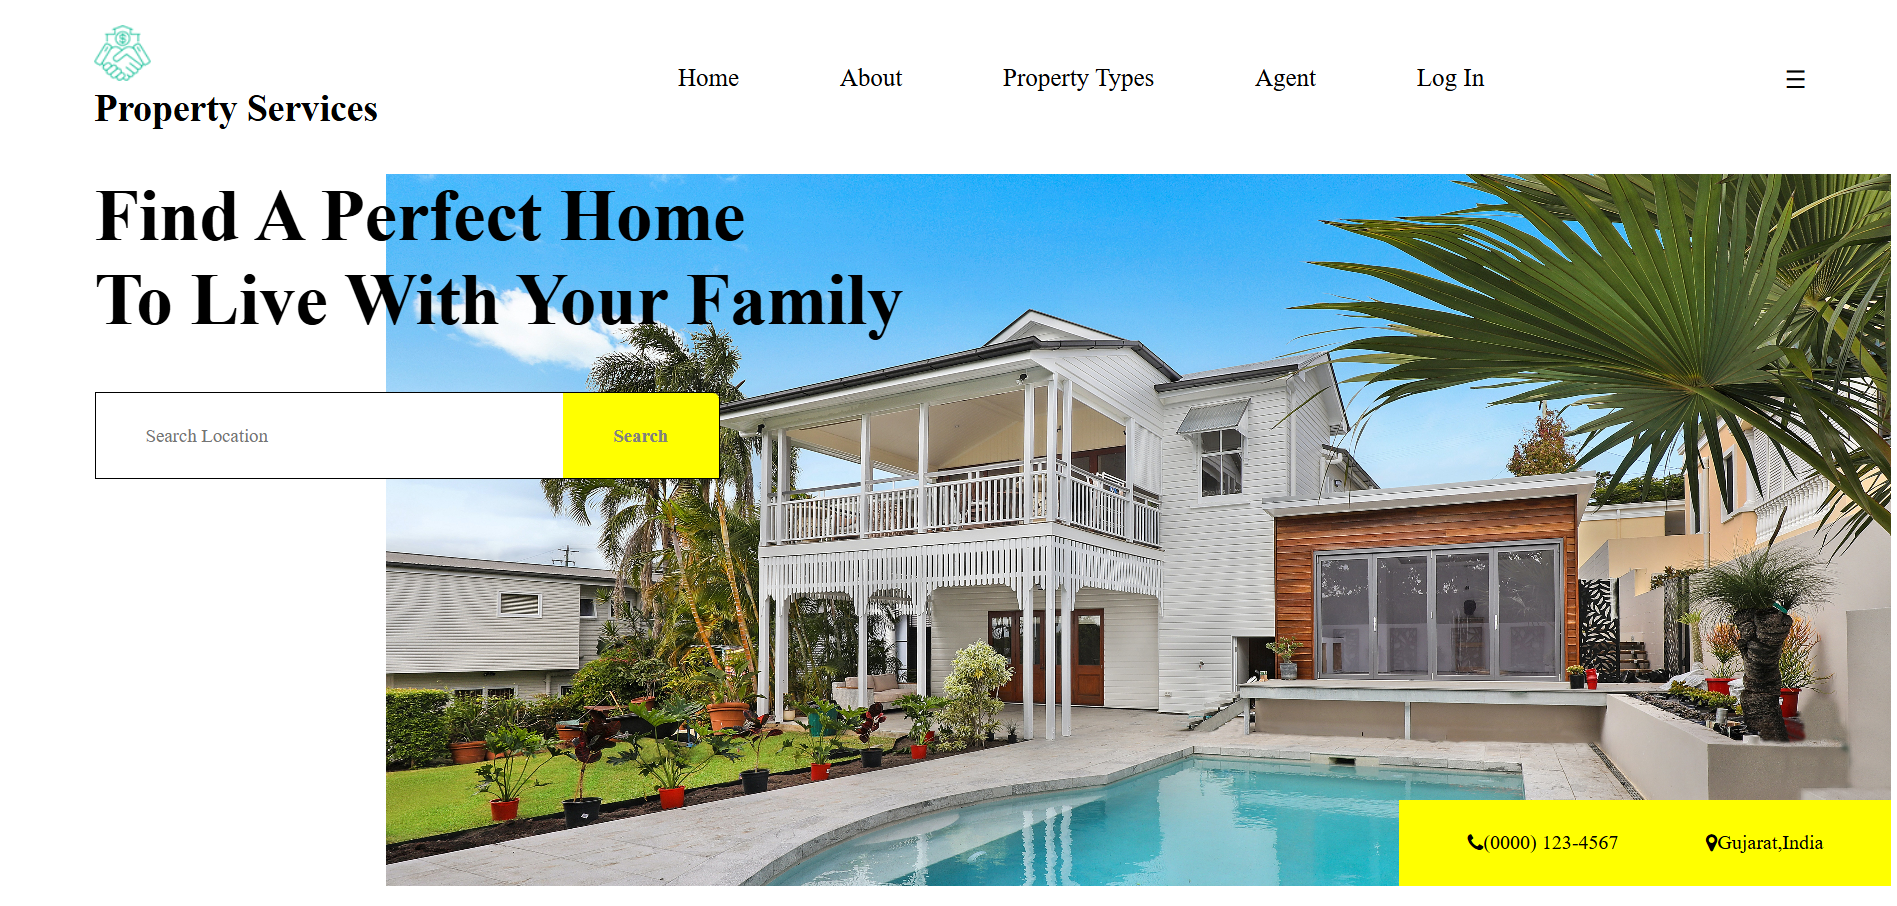 Property Services
Home
About
Property Types
Agent
Log In
Find A Perfect Home
To Live With Your Family
Search Location
Search
(0000) 123-4567
Gujarat,India